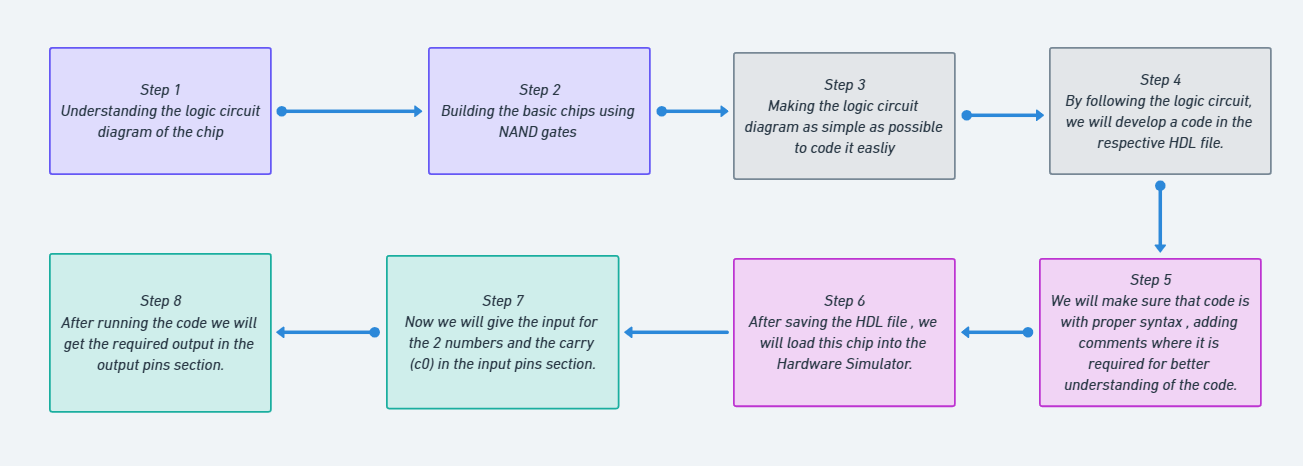 Step 1
Understanding the logic circuit
diagram of the chip
Step 2
Building the basic chips using
NAND gates
Step 3
Making the logic circuit
diagram as simple as possible
to code it easliy
Step 4
By following the logic circuit,
we will develop a code in the
respective HDL file.
Step 5
We will make sure that code is
with proper syntax , adding
comments where it is
required for better
understanding of the code.
Step 6
After saving the HDL file , we
will load this chip into the
Hardware Simulator.
Step 7
Now we will give the input for
the 2 numbers and the carry
(c0) in the input pins section.
Step 8
After running the code we will
get the required output in the
output pins section.